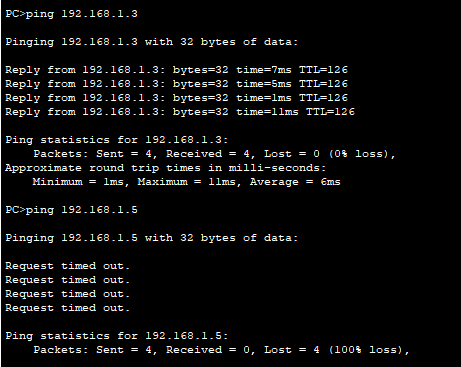 PC>ping 192.168.1.3
Pinging 192.168.1.3 with 32 bytes of data:
Reply from 192.168.1.3: bytes=32 time=7ms TTL=126
Reply from 192.168.1.3: bytes=32 time=5ms TTL=126
Reply from 192.168.1.3: bytes=32 time=1ms TTL=126
Reply from 192.168.1.3: bytes=32 time=11ms TTL=126
Ping statistics for 192.168.1.3:
Packets: Sent = 4, Received = 4, Lost = 0 (0% loss),
Approximate round trip times in milli-seconds:
Minimum = 1ms, Maximum = 11ms, Average = 6ms
PC>ping 192.168.1.5
Pinging 192.168.1.5 with 32 bytes of data:
Request timed out.
Request timed out.
Request timed out.
Request timed out.
Ping statistics for 192.168.1.5:
Packets: Sent = 4, Received = 0, Lost = 4 (100% loss),